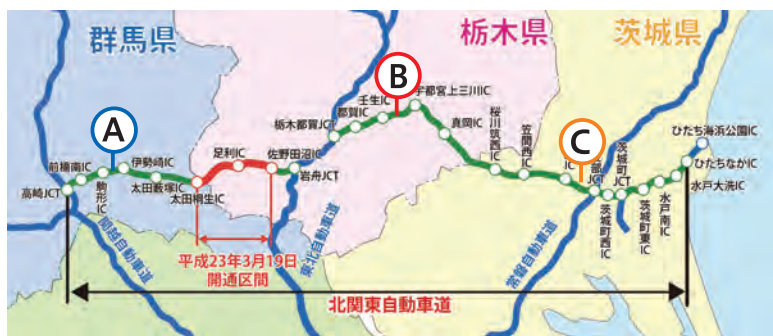 群馬県
栃木県
茨城県
A
B
C
高崎JCT
前橋南IC
駒形IC
伊勢崎IC
太田藪塚IC
太田桐生IC
足利IC
佐野田沼IC
岩舟JCT
栃木都賀JCT
都賀IC
壬生IC
宇都宮上三川IC
真岡IC
桜川筑西IC
笠間西IC
IC
部
JCT
茨城町
JCT
茨城町西IC
茨城町東IC
水戸南IC
水戸大洗IC
ひたちなかIC
ひたち海浜公園IC
関越自動車道
東北自動車道
常磐自動車道
平成23年3月19日
開通区間
北関東自動車道